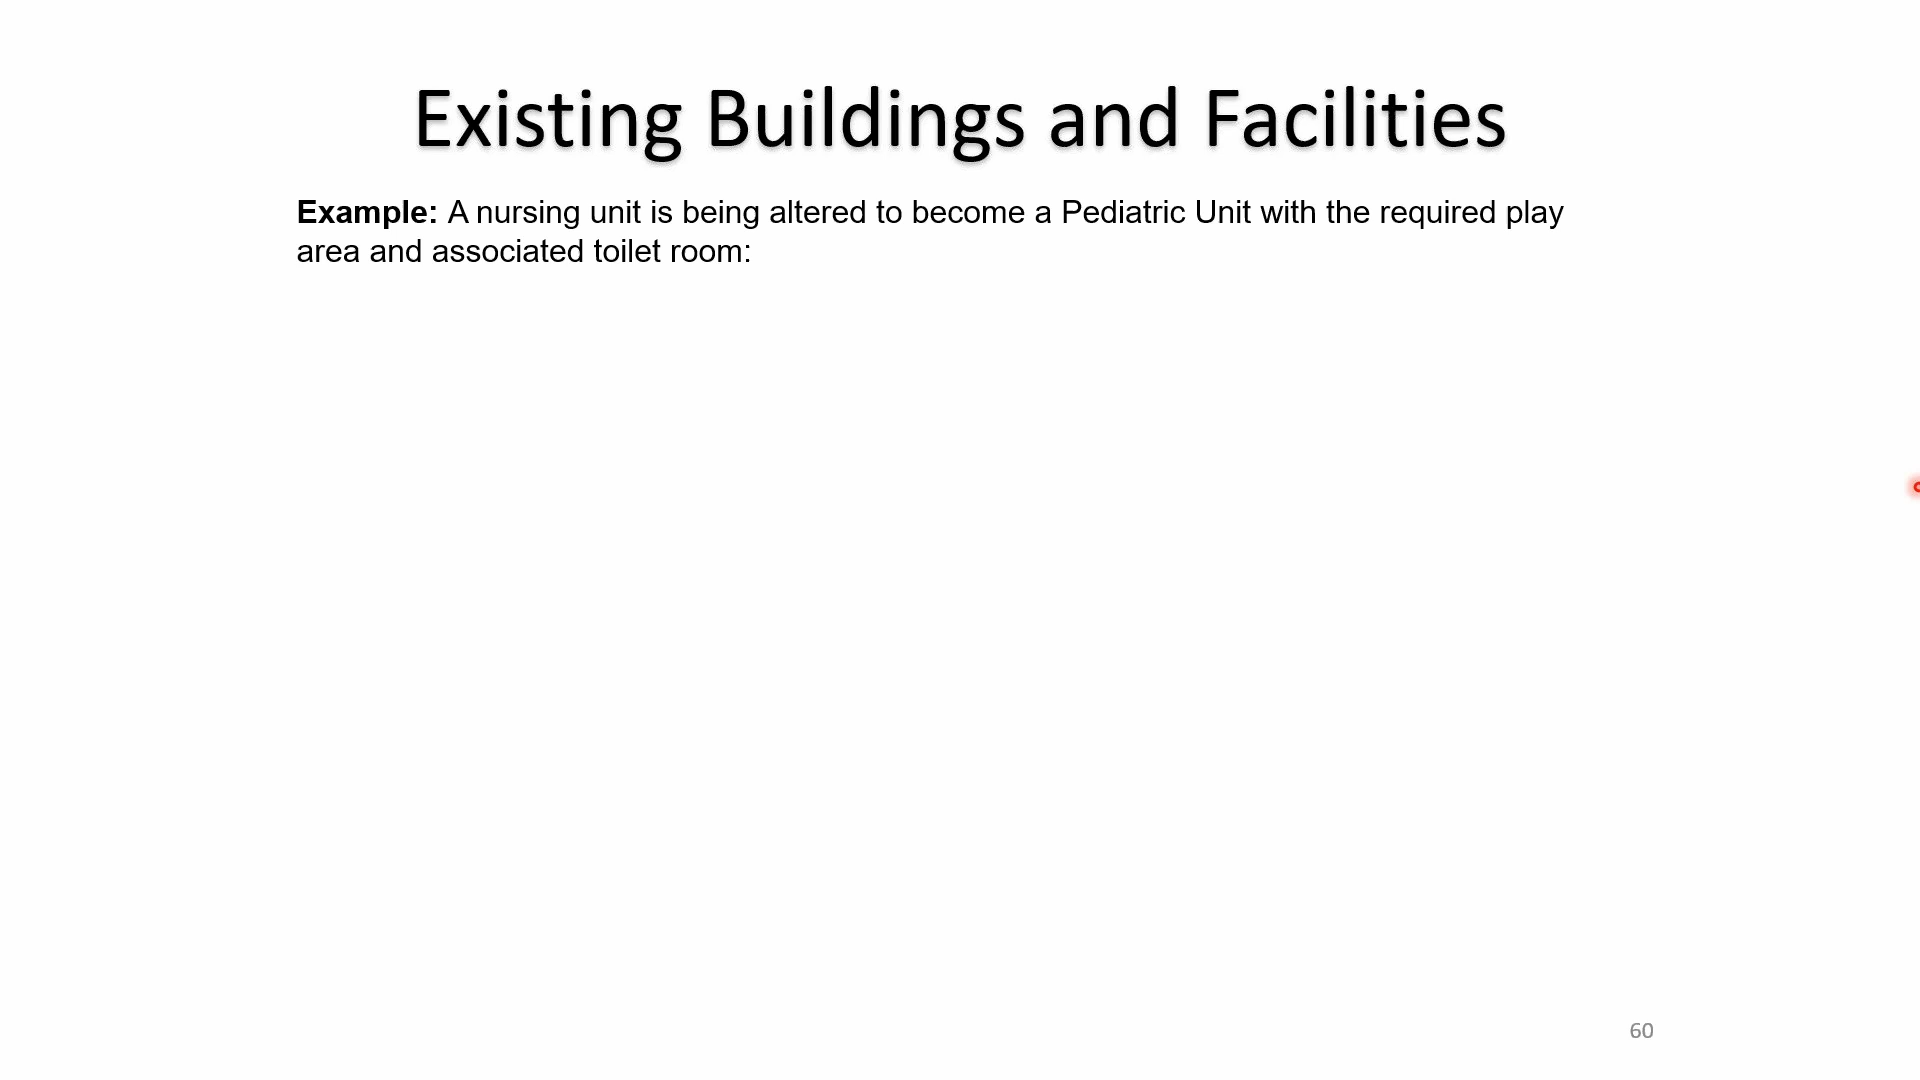 Existing Buildings and Facilities
Example: A nursing unit is being altered to become a Pediatric Unit with the required play
area and associated toilet room:
60